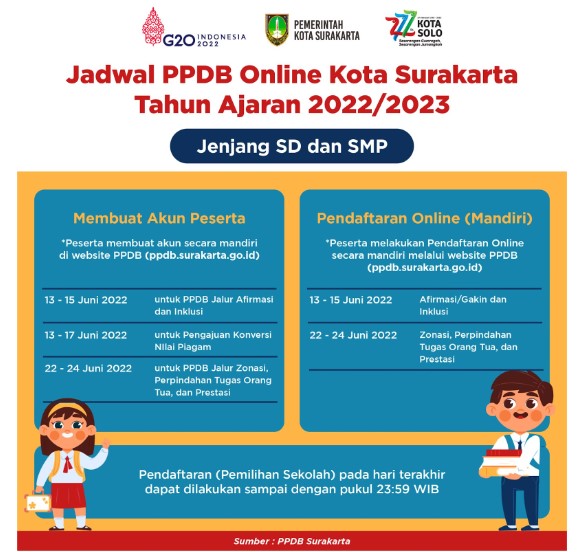 G20 INDONESIA
2022
PEMERINTAH
KOTA SURAKARTA
KOTA
SOLO
Jadwal PPDB Online Kota Surakarta
Tahun Ajaran 2022/2023
Jenjang SD dan SMP
Membuat Akun Peserta
*Peserta membuat akun secara mandiri
di website PPDB (ppdb.surakarta.go.id)
13 - 15 Juni 2022 untuk PPDB Jalur Afirmasi
dan Inklusi
13 - 17 Juni 2022 untuk Pengajuan Konversi
NIlai Piagam
22 - 24 Juni 2022 untuk PPDB Jalur Zonasi,
Perpindahan Tugas Orang
Tua, dan Prestasi
Pendaftaran Online (Mandiri)
*Peserta melakukan Pendaftaran Online
secara mandiri melalui website PPDB
(ppdb.surakarta.go.id)
13 - 15 Juni 2022 Afirmasi/Gakin dan
Inklusi
22 - 24 Juni 2022 Zonasi, Perpindahan
Tugas Orang Tua, dan
Prestasi
Pendaftaran (Pemilihan Sekolah) pada hari terakhir
dapat dilakukan sampai dengan pukul 23:59 WIB
Sumber : PPDB Surakarta